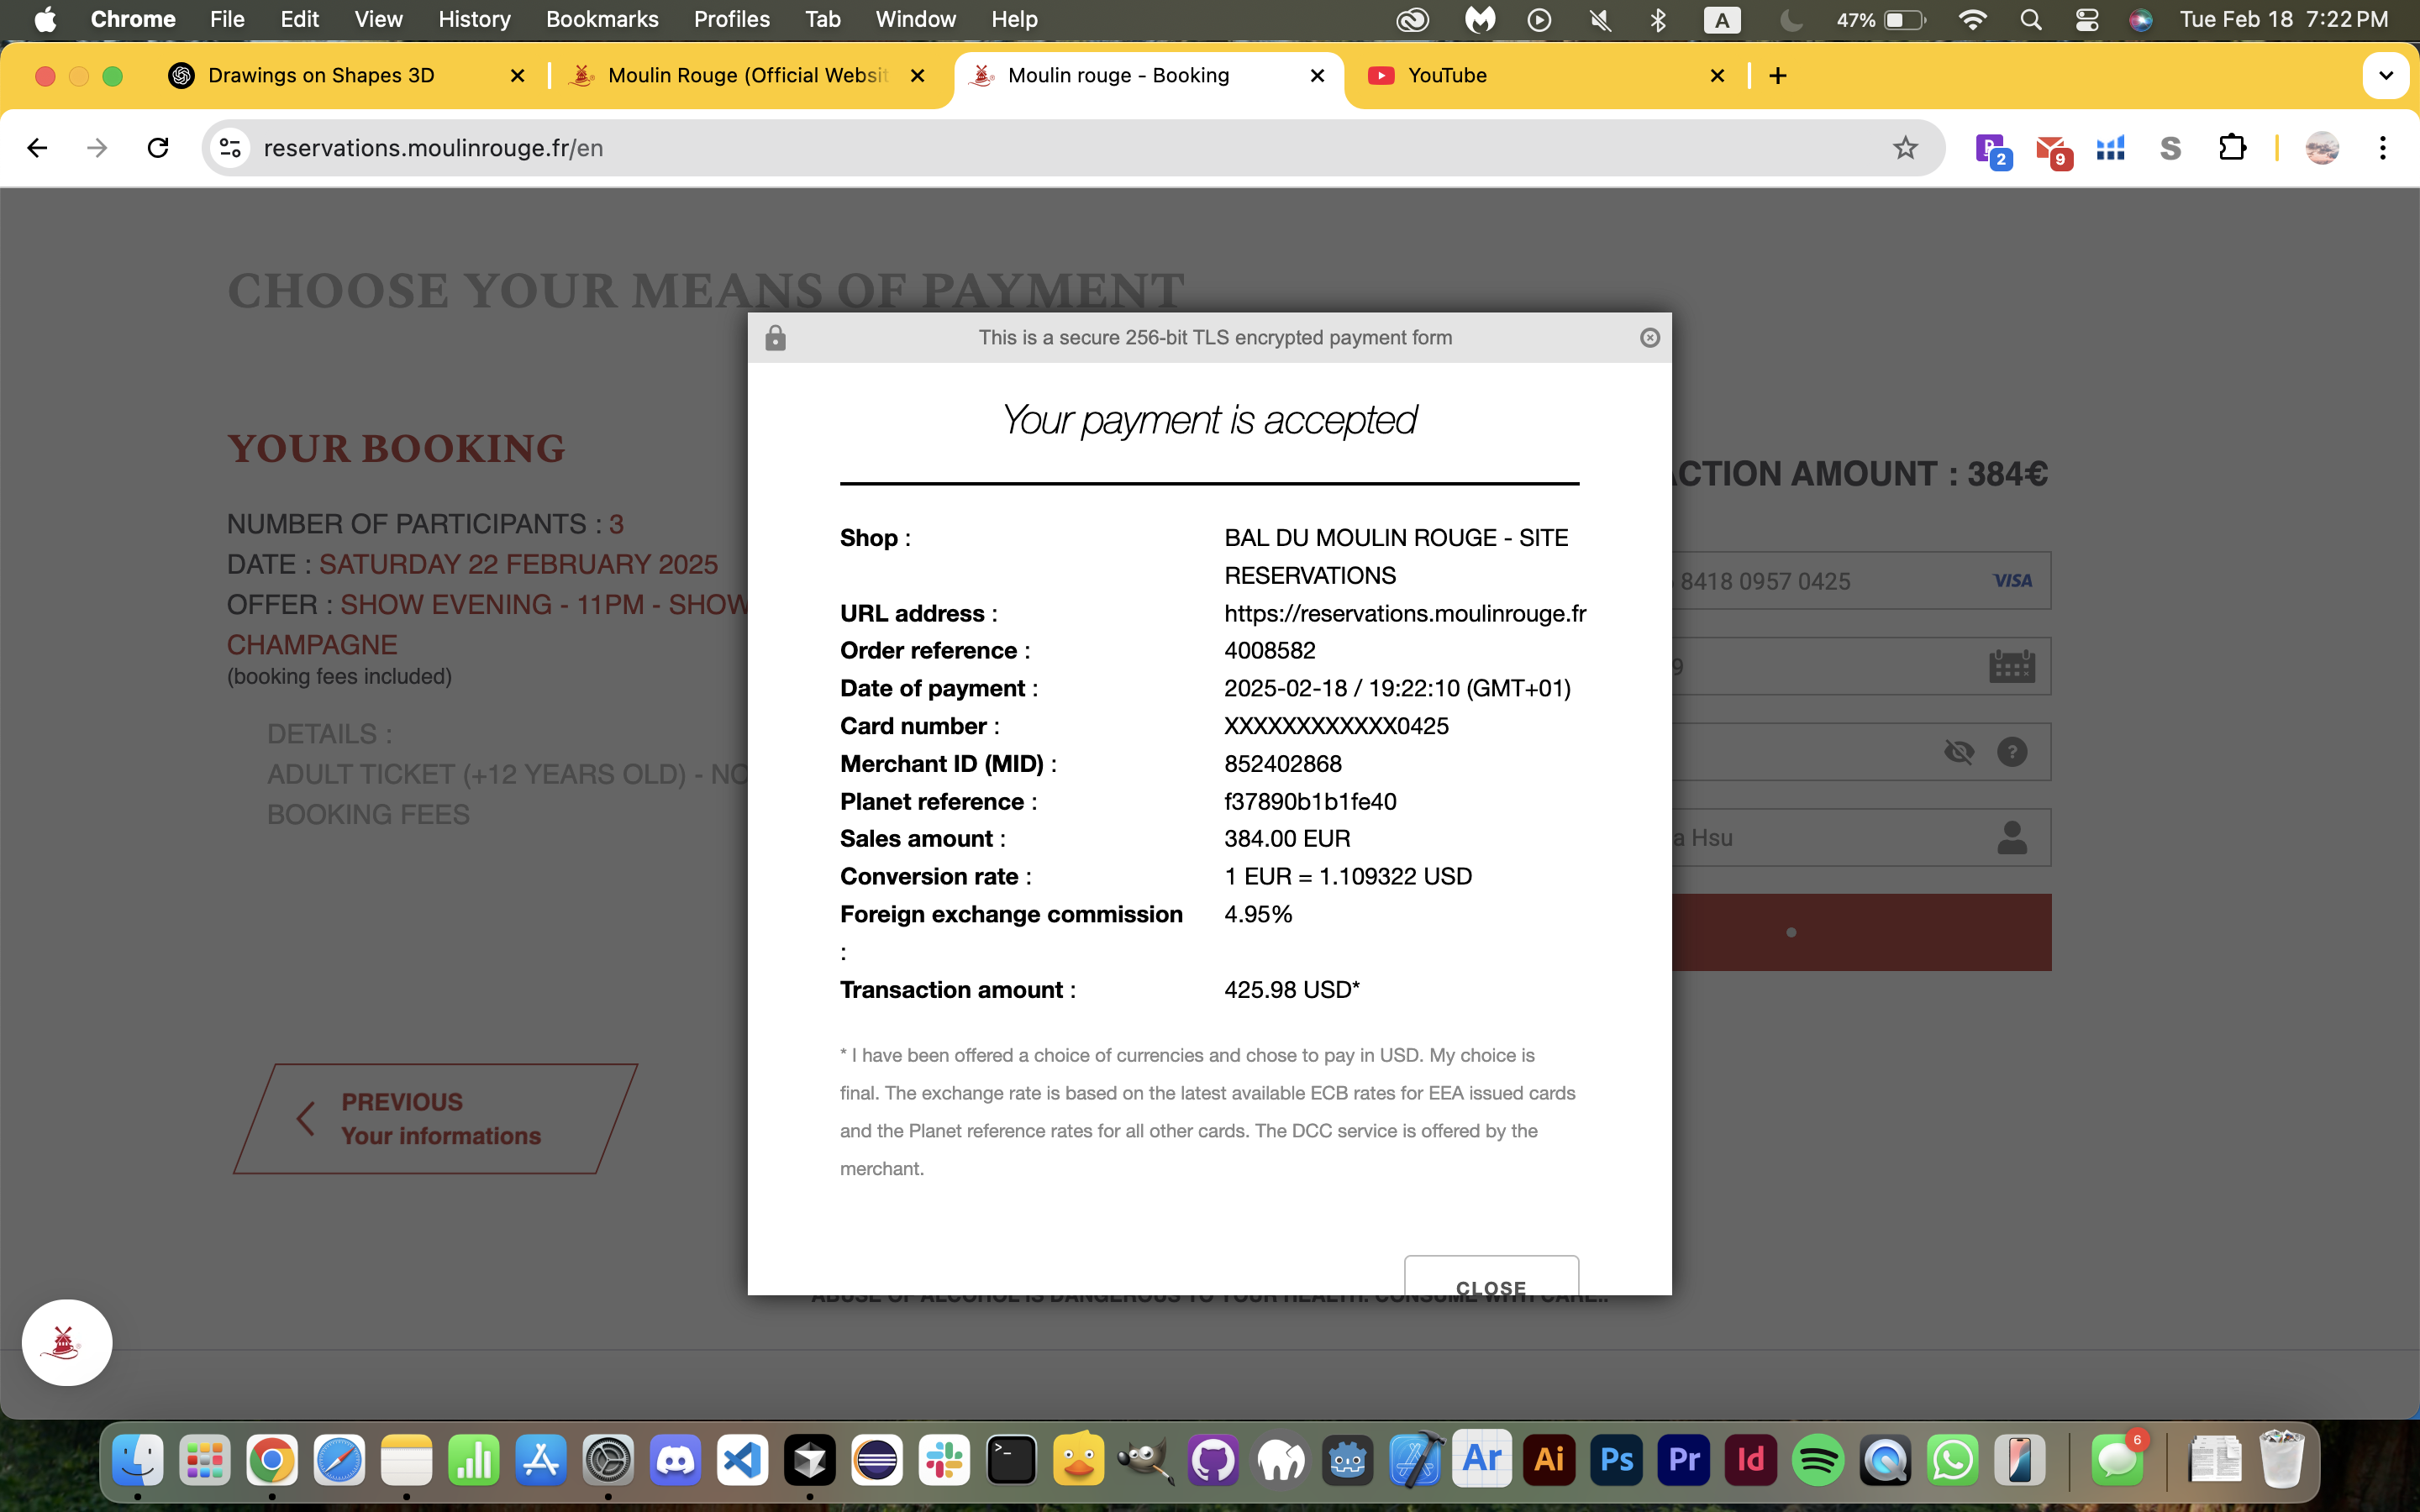 Chrome File Edit View History Bookmarks Profiles Tab Window Help A 47% Tue Feb 18 7:22 PM
Drawings on Shapes 3D Moulin Rouge (Official Websit Moulin rouge - Booking YouTube
reservations.moulinrouge.fr/en 2 9 S
CHOOSE YOUR MEANS OF PAYMENT
YOUR BOOKING
NUMBER OF PARTICIPANTS : 3
DATE : SATURDAY 22 FEBRUARY 2025
OFFER : SHOW EVENING - 11PM - SHOW
CHAMPAGNE
(booking fees included)
DETAILS :
ADULT TICKET (+12 YEARS OLD) - NO
BOOKING FEES
PREVIOUS
Your informations
This is a secure 256-bit TLS encrypted payment form
Your payment is accepted
Shop : BAL DU MOULIN ROUGE - SITE
RESERVATIONS
URL address : https://reservations.moulinrouge.fr
Order reference : 4008582
Date of payment : 2025-02-18 / 19:22:10 (GMT+01)
Card number : XXXXXXXXXXXX0425
Merchant ID (MID) : 852402868
Planet reference : f37890b1b1fe40
Sales amount : 384.00 EUR
Conversion rate : 1 EUR = 1.109322 USD
Foreign exchange commission 4.95%
:
Transaction amount : 425.98 USD*
* I have been offered a choice of currencies and chose to pay in USD. My choice is
final. The exchange rate is based on the latest available ECB rates for EEA issued cards
and the Planet reference rates for all other cards. The DCC service is offered by the
merchant.
CLOSE
ACTION AMOUNT : 384€
8418 0957 0425 VISA
9
?
a Hsu
ABUSE OF ALCOHOL IS DANGEROUS TO YOUR HEALTH. CONSUME WITH CARE..
Ar Ai Ps Pr Id 6